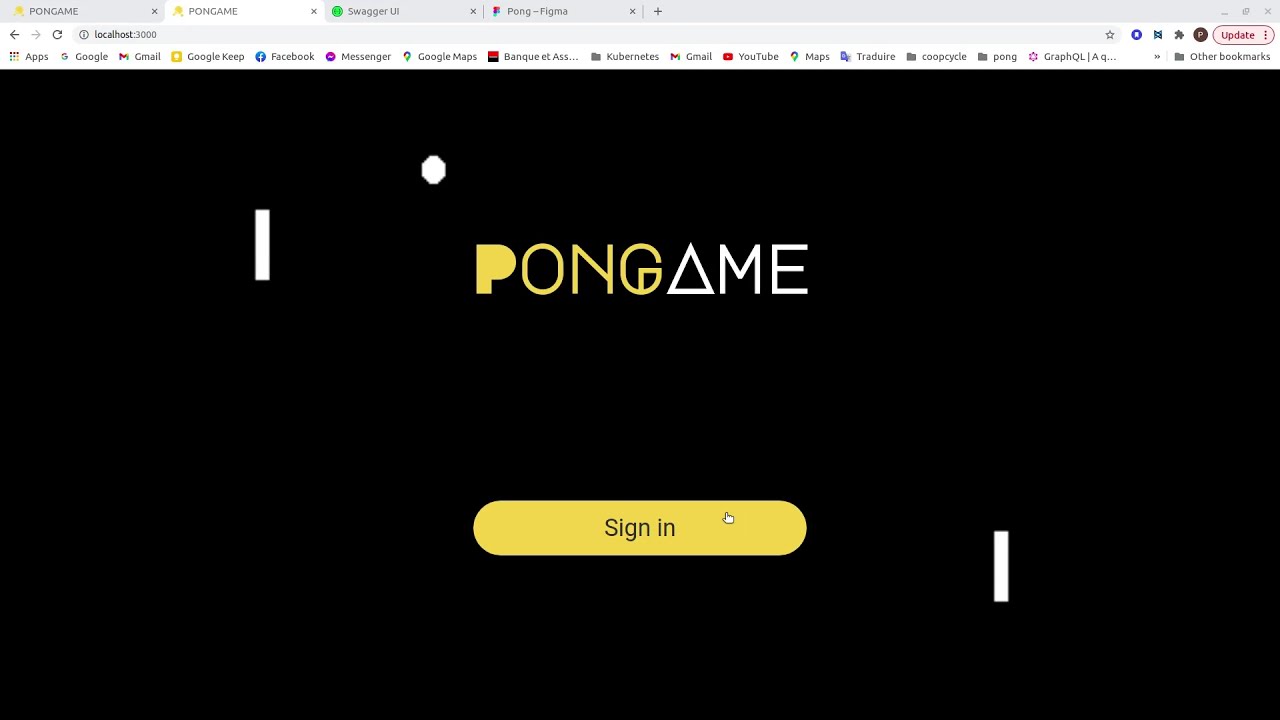 PONGAME PONGAME Swagger UI Pong – Figma
localhost:3000 P Update
Apps Google Gmail Google Keep Facebook Messenger Google Maps Banque et Ass… Kubernetes Gmail YouTube Maps Traduire coopcycle pong GraphQL | A q… » Other bookmarks
PONGAME
Sign in